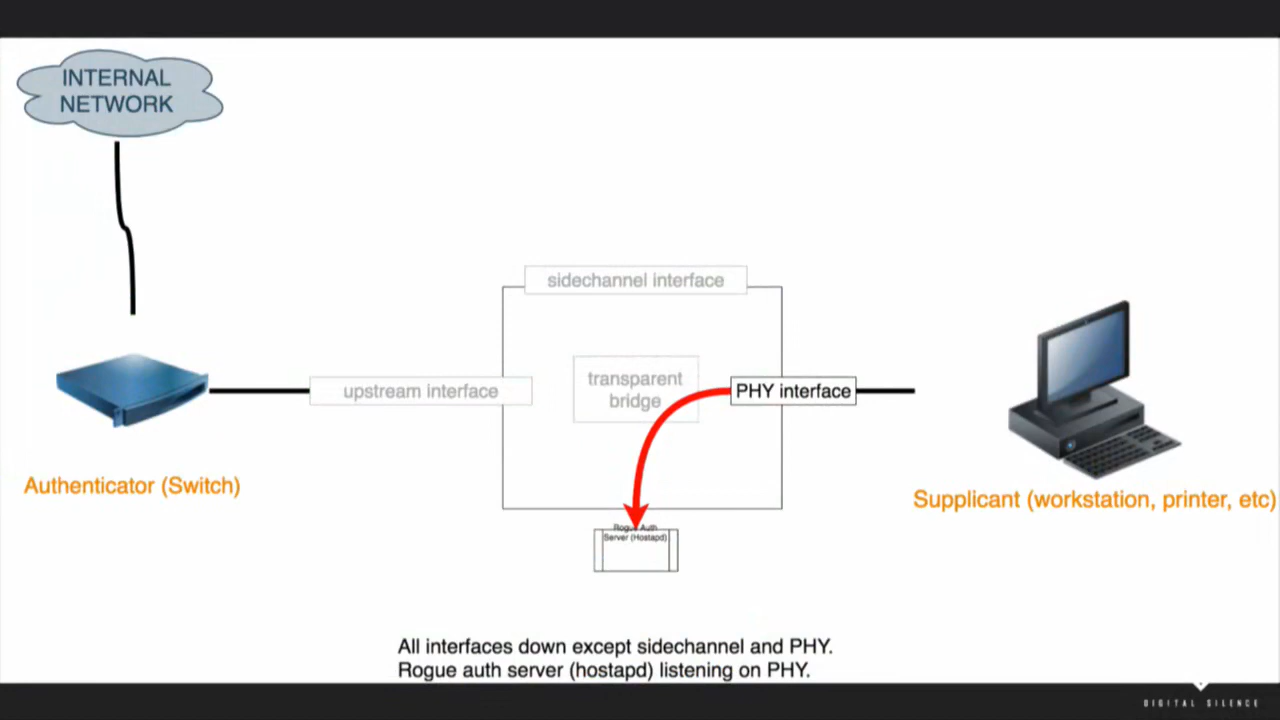 INTERNAL
NETWORK
sidechannel interface
upstream interface
transparent
bridge
PHY interface
Authenticator (Switch)
Supplicant (workstation, printer, etc)
Rogue Auth
Server (Hostapd)
All interfaces down except sidechannel and PHY.
Rogue auth server (hostapd) listening on PHY.
DIGITAL SILENCE